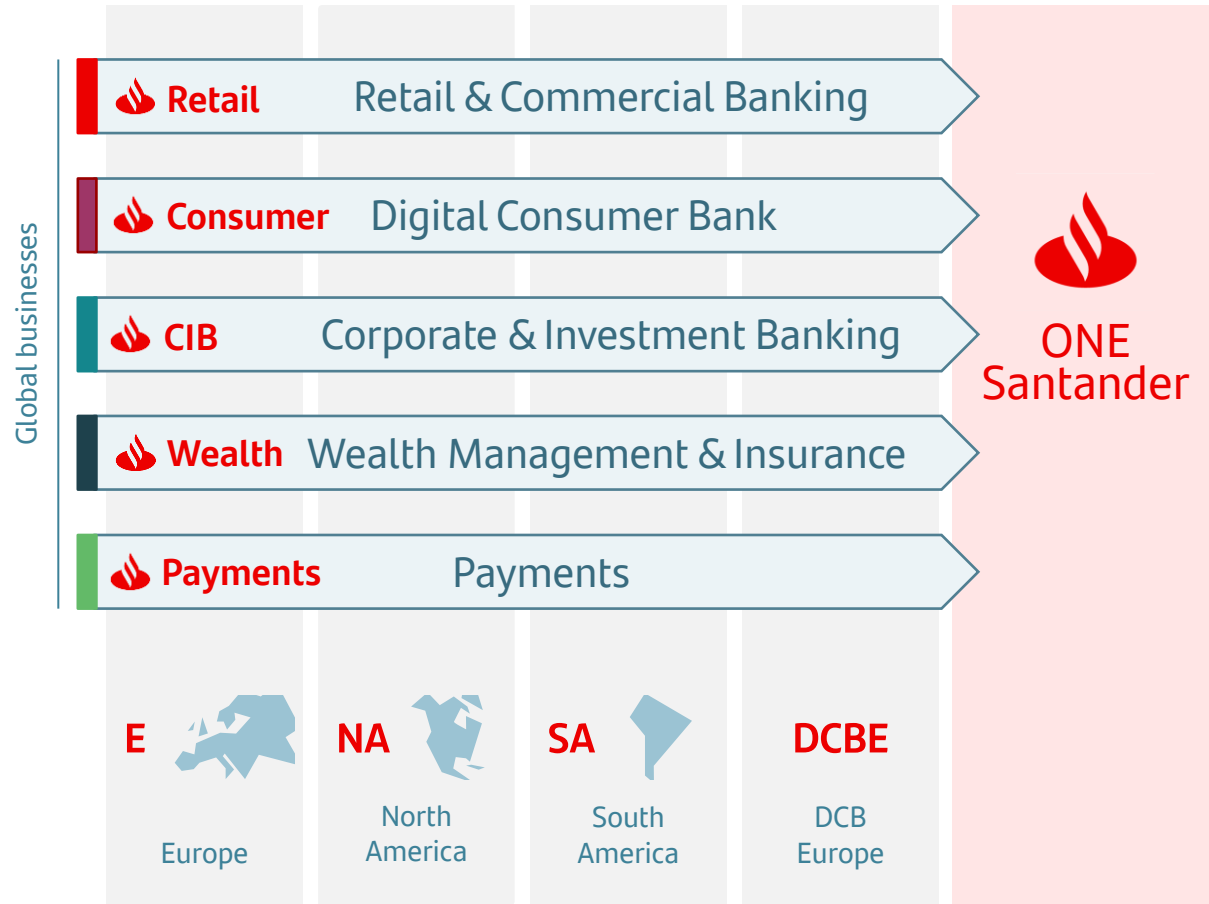 Global businesses
Retail Retail & Commercial Banking
Consumer Digital Consumer Bank
CIB Corporate & Investment Banking
Wealth Wealth Management & Insurance
Payments Payments
ONE
Santander
E
Europe
NA
North
America
SA
South
America
DCBE
DCB
Europe